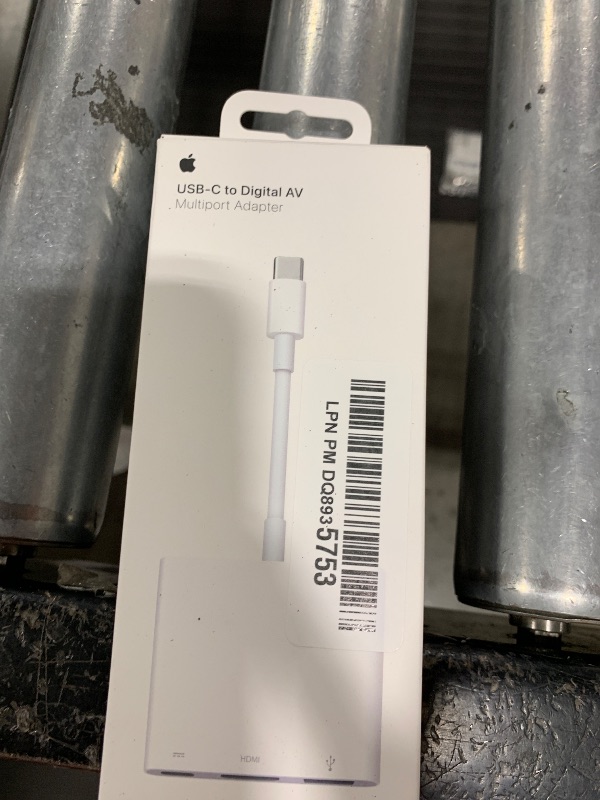 USB-C to Digital AV
Multiport Adapter
LPN PM DQ8935753
HDMI